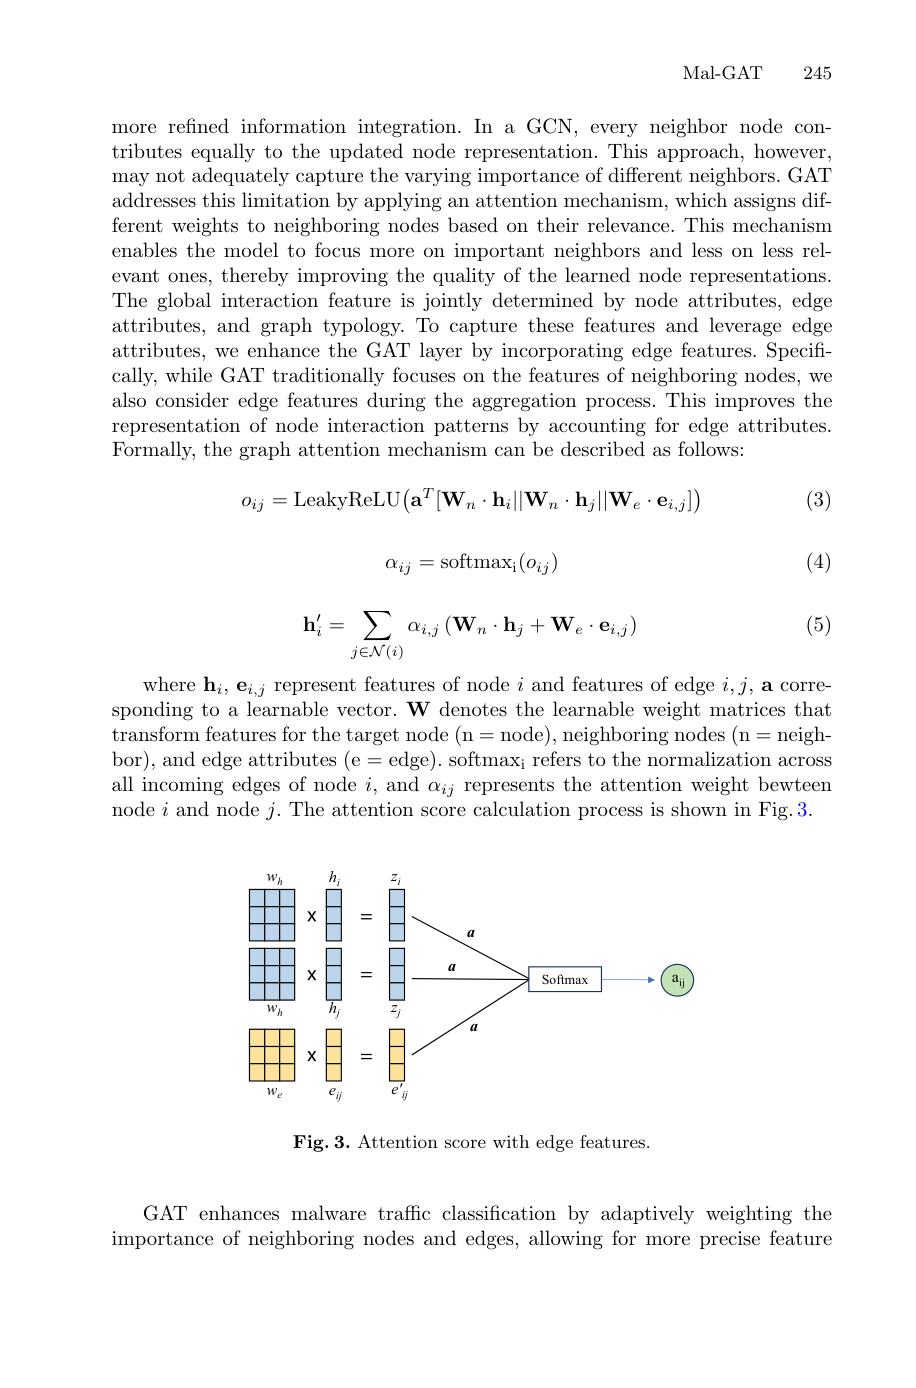 Mal-GAT 245
more refined information integration. In a GCN, every neighbor node con-
tributes equally to the updated node representation. This approach, however,
may not adequately capture the varying importance of different neighbors. GAT
addresses this limitation by applying an attention mechanism, which assigns dif-
ferent weights to neighboring nodes based on their relevance. This mechanism
enables the model to focus more on important neighbors and less on less rel-
evant ones, thereby improving the quality of the learned node representations.
The global interaction feature is jointly determined by node attributes, edge
attributes, and graph typology. To capture these features and leverage edge
attributes, we enhance the GAT layer by incorporating edge features. Specifi-
cally, while GAT traditionally focuses on the features of neighboring nodes, we
also consider edge features during the aggregation process. This improves the
representation of node interaction patterns by accounting for edge attributes.
Formally, the graph attention mechanism can be described as follows:
o_{ij} = LeakyReLU(a^T[W_n · h_i||W_n · h_j||W_e · e_{i,j}]) (3)
α_{ij} = softmax_i(o_{ij}) (4)
h′_i = ∑_{j∈N(i)} α_{i,j} (W_n · h_j + W_e · e_{i,j}) (5)
where h_i, e_{i,j} represent features of node i and features of edge i, j, a corre-
sponding to a learnable vector. W denotes the learnable weight matrices that
transform features for the target node (n = node), neighboring nodes (n = neigh-
bor), and edge attributes (e = edge). softmax_i refers to the normalization across
all incoming edges of node i, and α_{ij} represents the attention weight bewteen
node i and node j. The attention score calculation process is shown in Fig. 3.
w_h h_i z_i
x =
a
a
x = Softmax a_{ij}
w_h h_j z_j
a
x =
w_e e_{ij} e′_{ij}
Fig. 3. Attention score with edge features.
GAT enhances malware traffic classification by adaptively weighting the
importance of neighboring nodes and edges, allowing for more precise feature